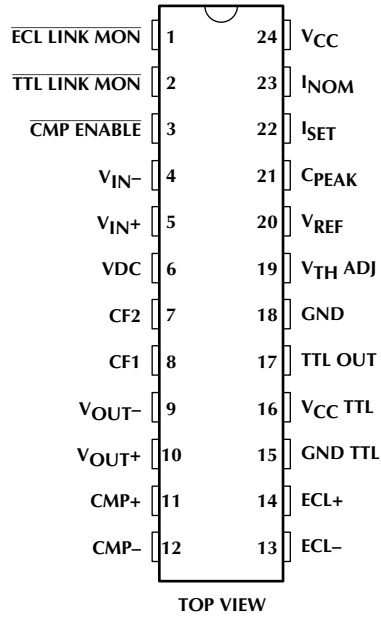 ECL LINK MON 1 24 VCC
TTL LINK MON 2 23 INOM
CMP ENABLE 3 22 ISET
VIN– 4 21 CPEAK
VIN+ 5 20 VREF
VDC 6 19 VTH ADJ
CF2 7 18 GND
CF1 8 17 TTL OUT
VOUT– 9 16 VCC TTL
VOUT+ 10 15 GND TTL
CMP+ 11 14 ECL+
CMP– 12 13 ECL–
TOP VIEW